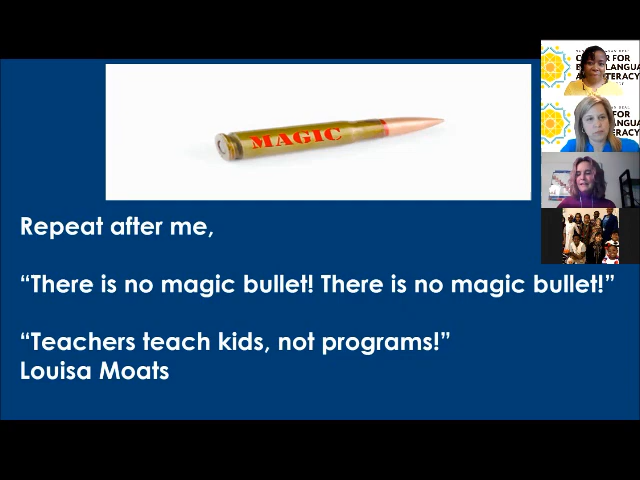 MAGIC
Repeat after me,
“There is no magic bullet! There is no magic bullet!”
“Teachers teach kids, not programs!”
Louisa Moats